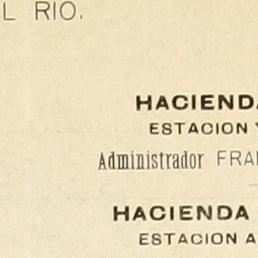 L RIO.
HACIENDA
ESTACION Y
Administrador FRA
HACIENDA
ESTACION A